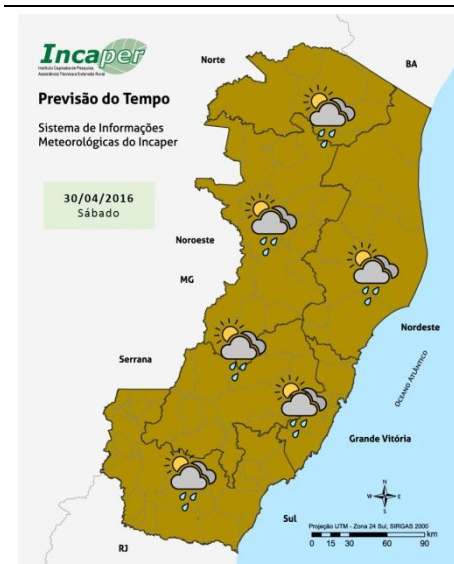 Incaper
Instituto Capixaba de Pesquisa,
Assistência Técnica e Extensão Rural
Previsão do Tempo
Sistema de Informações
Meteorológicas do Incaper
30/04/2016
Sábado
Norte
BA
Noroeste
MG
Nordeste
Serrana
OCEANO ATLÂNTICO
Grande Vitória
N
W E
S
Sul
Projeção UTM - Zona 24 Sul, SIRGAS 2000
km
0 15 30 60 90
RJ